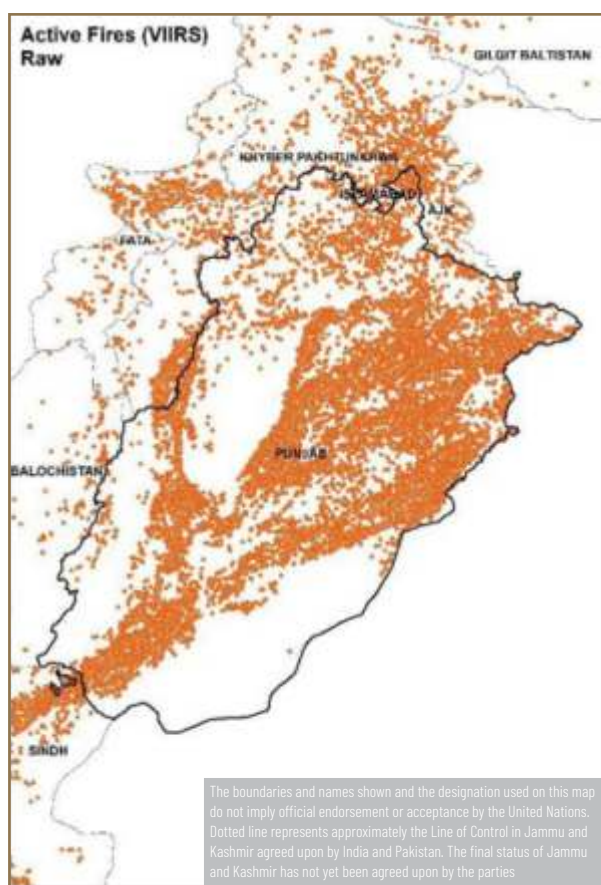 Active Fires (VIIRS)
Raw
GILGIT BALTISTAN
KHYBER PAKHTUNKHWA
ISLAMABAD
AJK
FATA
PUNJAB
BALOCHISTAN
SINDH
The boundaries and names shown and the designation used on this map
do not imply official endorsement or acceptance by the United Nations.
Dotted line represents approximately the Line of Control in Jammu and
Kashmir agreed upon by India and Pakistan. The final status of Jammu
and Kashmir has not yet been agreed upon by the parties